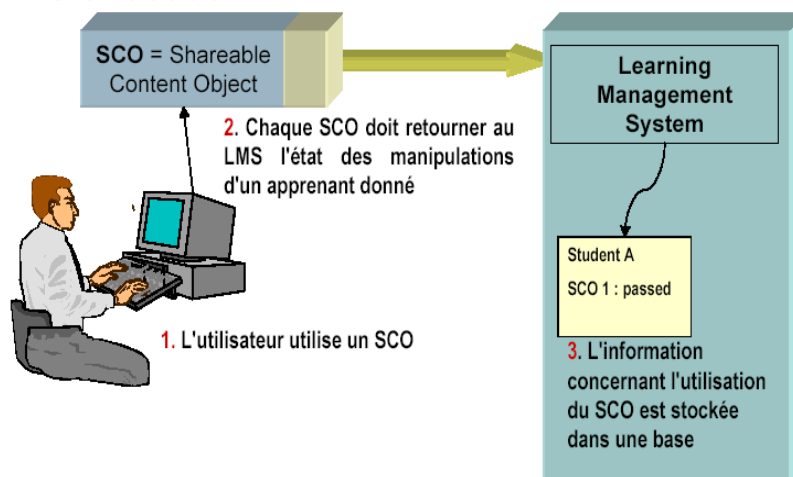 SCO = Shareable
Content Object
Learning
Management
System
2. Chaque SCO doit retourner au
LMS l'état des manipulations
d'un apprenant donné
Student A
SCO 1 : passed
1. L'utilisateur utilise un SCO
3. L'information
concernant l'utilisation
du SCO est stockée
dans une base